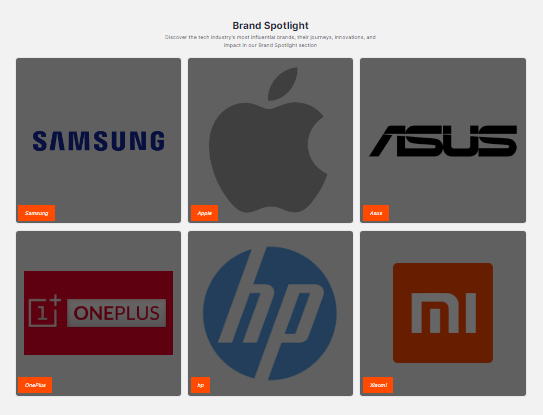 Brand Spotlight
Discover the tech industry's most influential brands, their journeys, innovations, and
impact in our Brand Spotlight section
SAMSUNG
Samsung
Apple
ASUS
Asus
1+ ONEPLUS
OnePlus
hp
hp
MI
Xiaomi